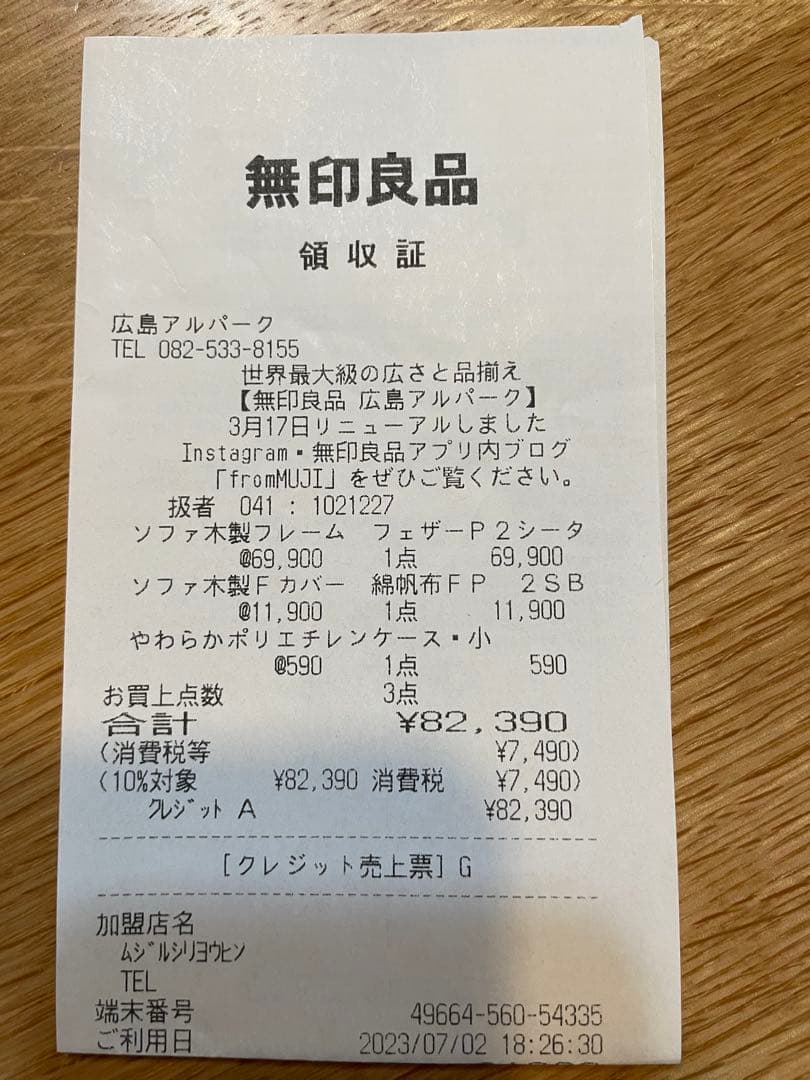 無印良品
領収証
広島アルパーク
TEL 082-533-8155
世界最大級の広さと品揃え
【無印良品 広島アルパーク】
3月17日リニューアルしました
Instagram・無印良品アプリ内ブログ
「fromMUJI」をぜひご覧ください。
扱者 041 : 1021227
ソファ木製フレーム フェザーP2シータ
@69,900 1点 69,900
ソファ木製Fカバー 綿帆布FP 2SB
@11,900 1点 11,900
やわらかポリエチレンケース・小
@590 1点 590
お買上点数 3点
合計 ¥82,390
(消費税等 ¥7,490)
(10%対象 ¥82,390 消費税 ¥7,490)
ｸﾚｼﾞｯﾄ A ¥82,390
[クレジット売上票]G
加盟店名
ﾑｼﾞﾙｼﾘﾖｳﾋﾝ
TEL
端末番号 49664-560-54335
ご利用日 2023/07/02 18:26:30